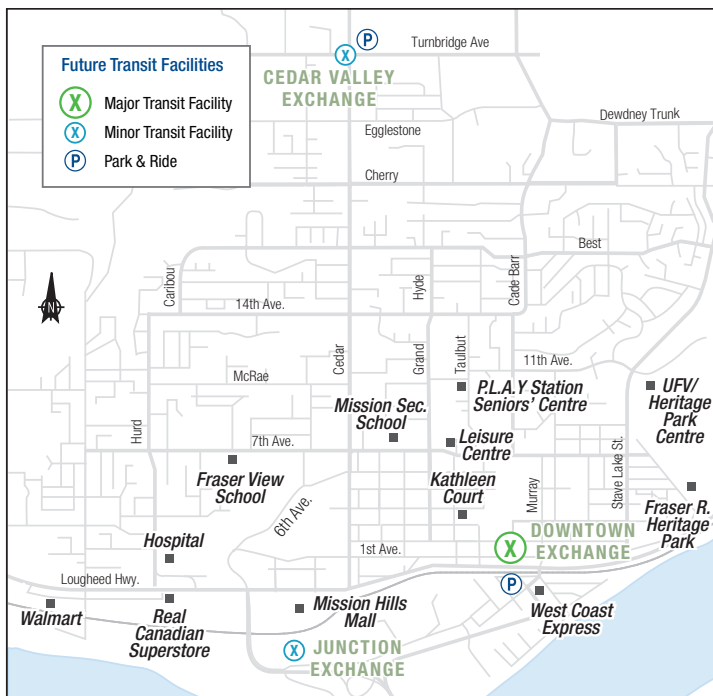 Future Transit Facilities
X Major Transit Facility
X Minor Transit Facility
P Park & Ride
P
Turnbridge Ave
X
CEDAR VALLEY
EXCHANGE
Dewdney Trunk
Egglestone
Cherry
Best
Caribou
Hyde
Cade Barr
N
14th Ave.
Cedar
Grand
Taulbut
11th Ave.
McRae
P.L.A.Y Station
Seniors' Centre
UFV/
Heritage
Park
Centre
Mission Sec.
School
Hurd
7th Ave.
Leisure
Centre
Stave Lake St.
Fraser View
School
Kathleen
Court
Murray
6th Ave.
Fraser R.
Heritage
Park
Hospital
1st Ave.
X
DOWNTOWN
EXCHANGE
Lougheed Hwy.
P
Walmart
Real
Canadian
Superstore
Mission Hills
Mall
West Coast
Express
X
JUNCTION
EXCHANGE